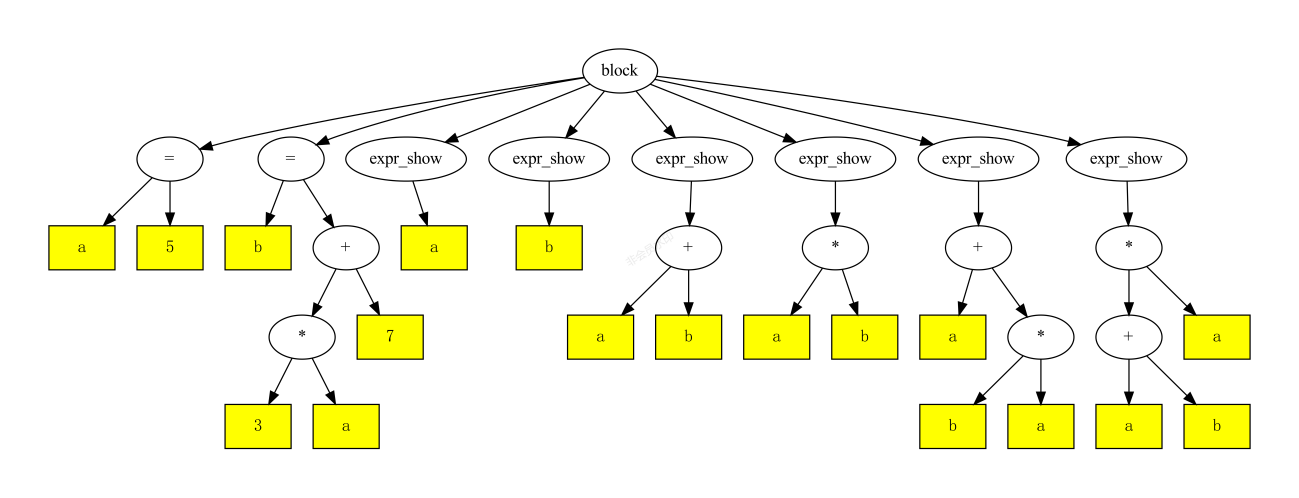 block
= = expr_show expr_show expr_show expr_show expr_show expr_show
a 5 b + a b + * + *
* 7 a b a b a * + a
3 a b a a b